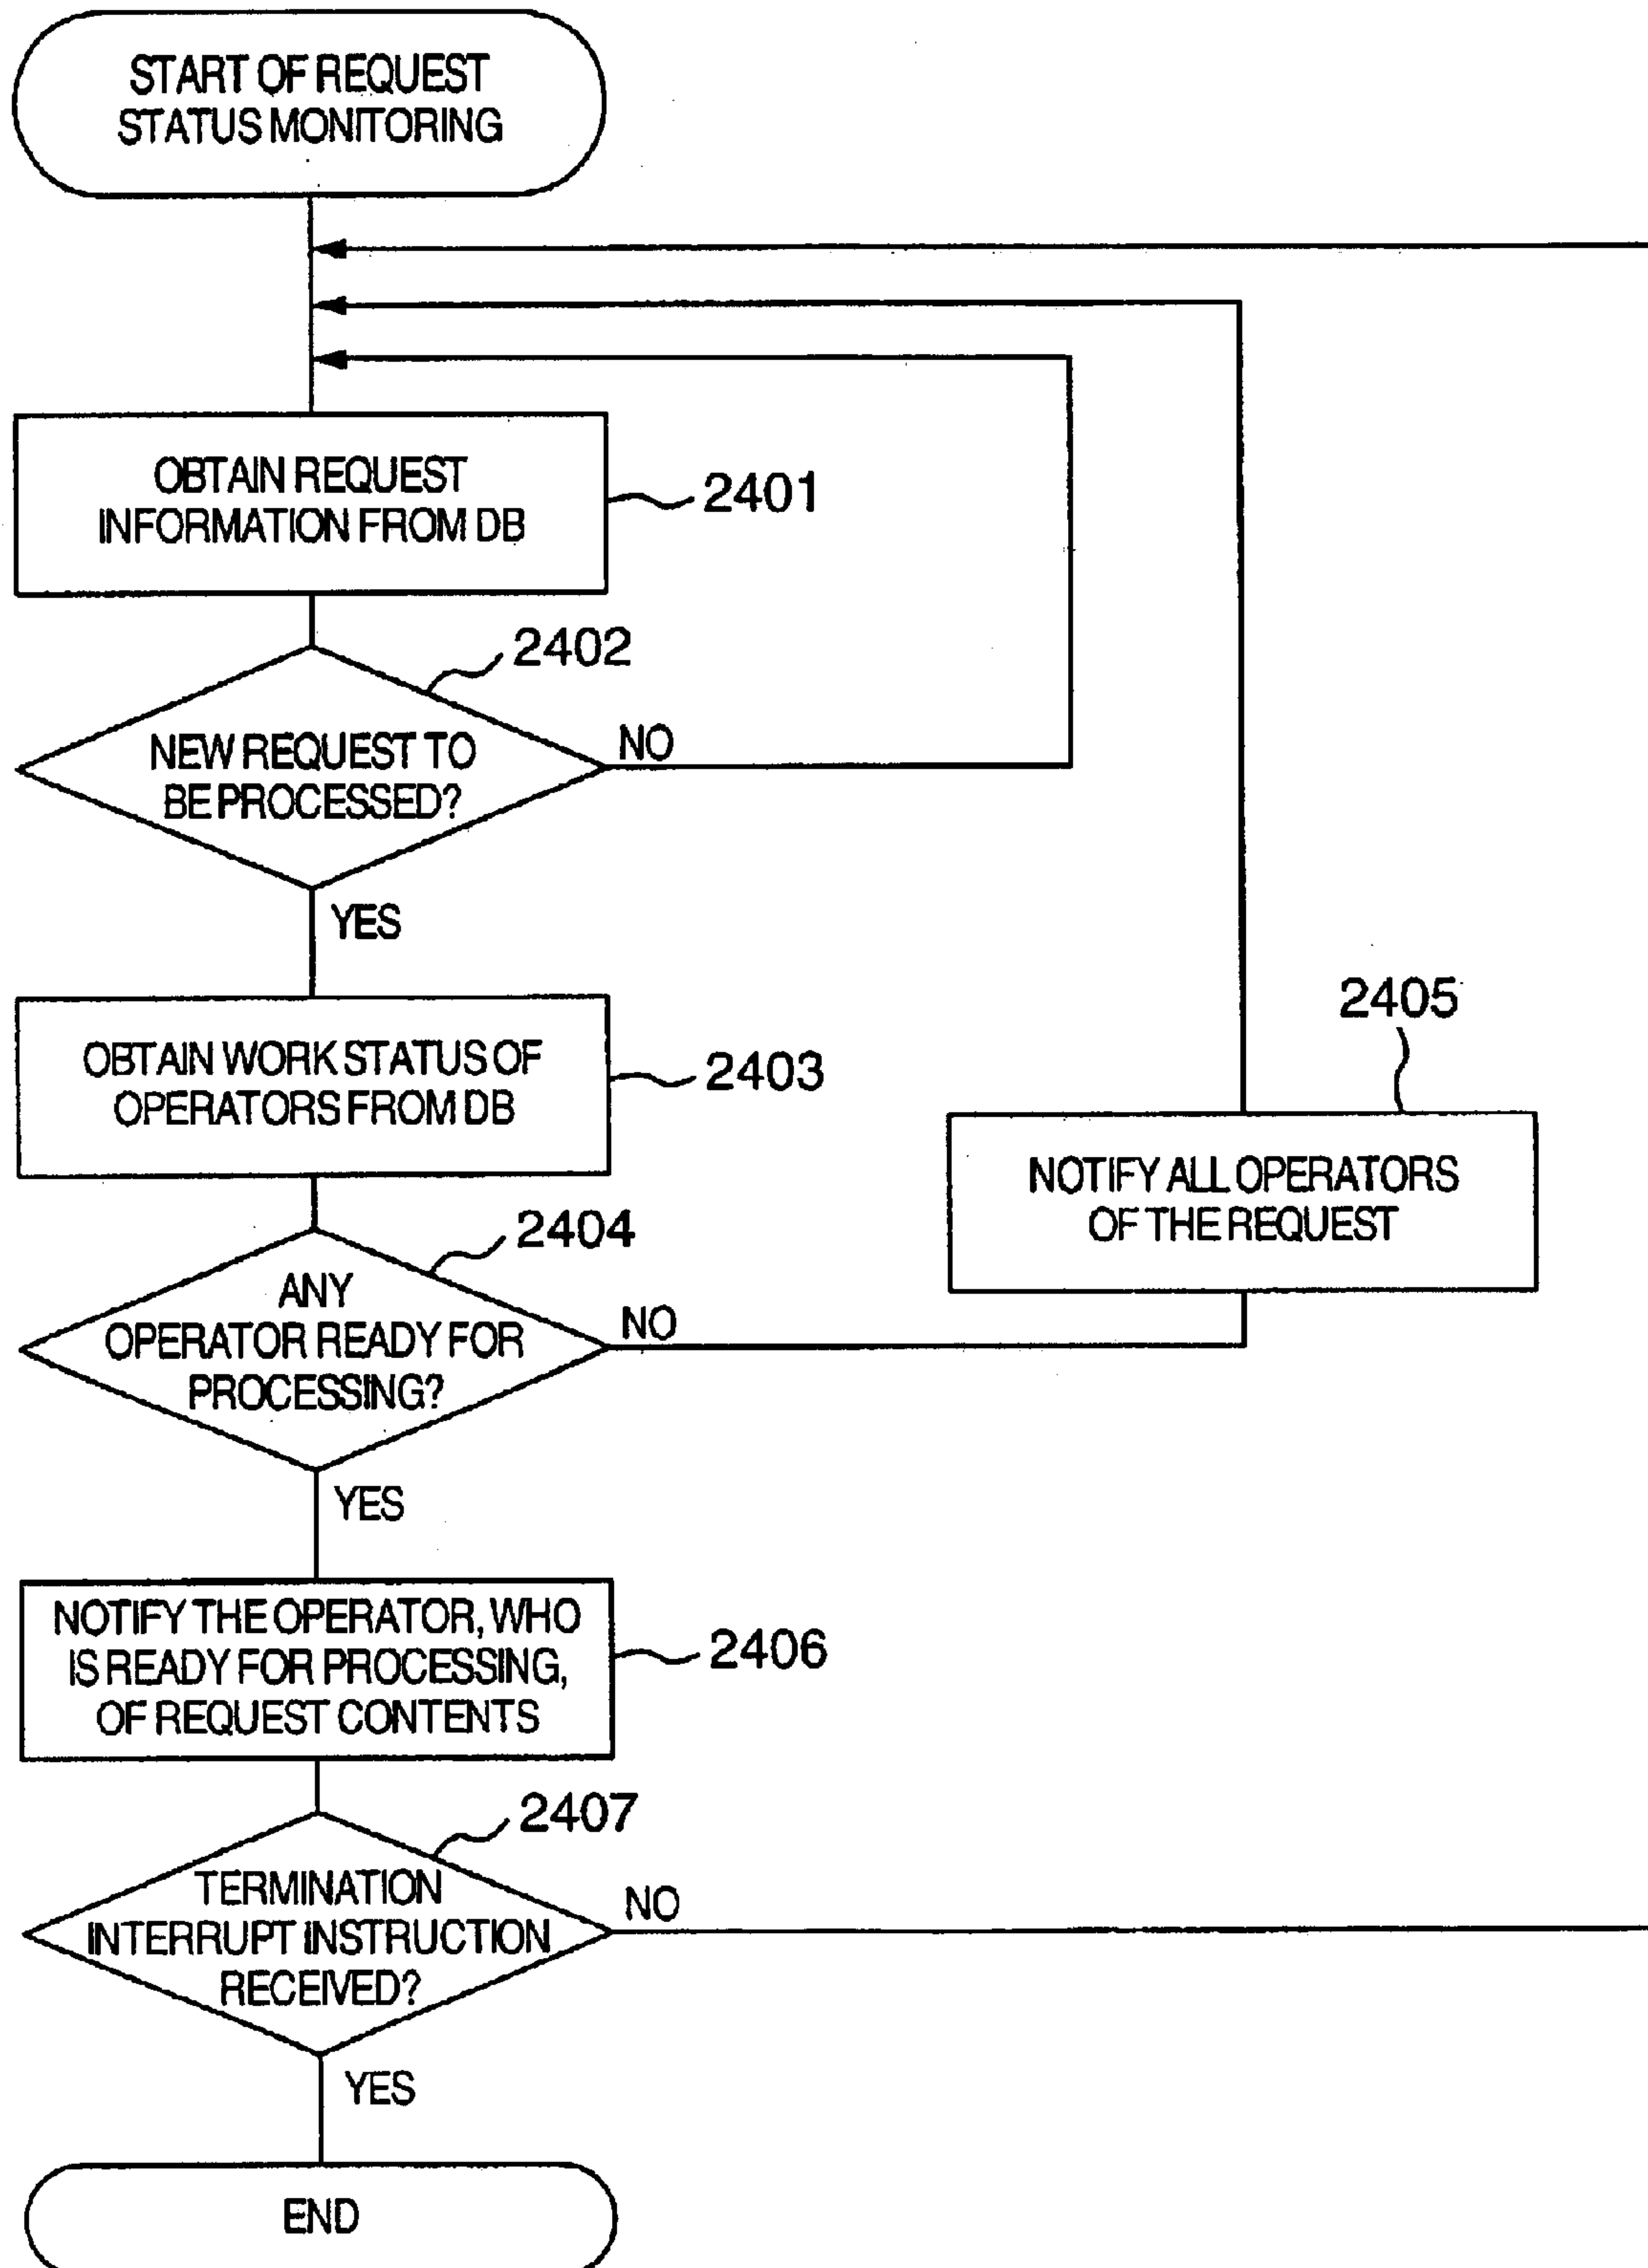 START OF REQUEST
STATUS MONITORING
OBTAIN REQUEST
INFORMATION FROM DB
2401
2402
NEW REQUEST TO
BE PROCESSED?
NO
YES
OBTAIN WORK STATUS OF
OPERATORS FROM DB
2403
2405
NOTIFY ALL OPERATORS
OF THE REQUEST
2404
ANY
OPERATOR READY FOR
PROCESSING?
NO
YES
NOTIFY THE OPERATOR, WHO
IS READY FOR PROCESSING,
OF REQUEST CONTENTS
2406
2407
TERMINATION
INTERRUPT INSTRUCTION
RECEIVED?
NO
YES
END